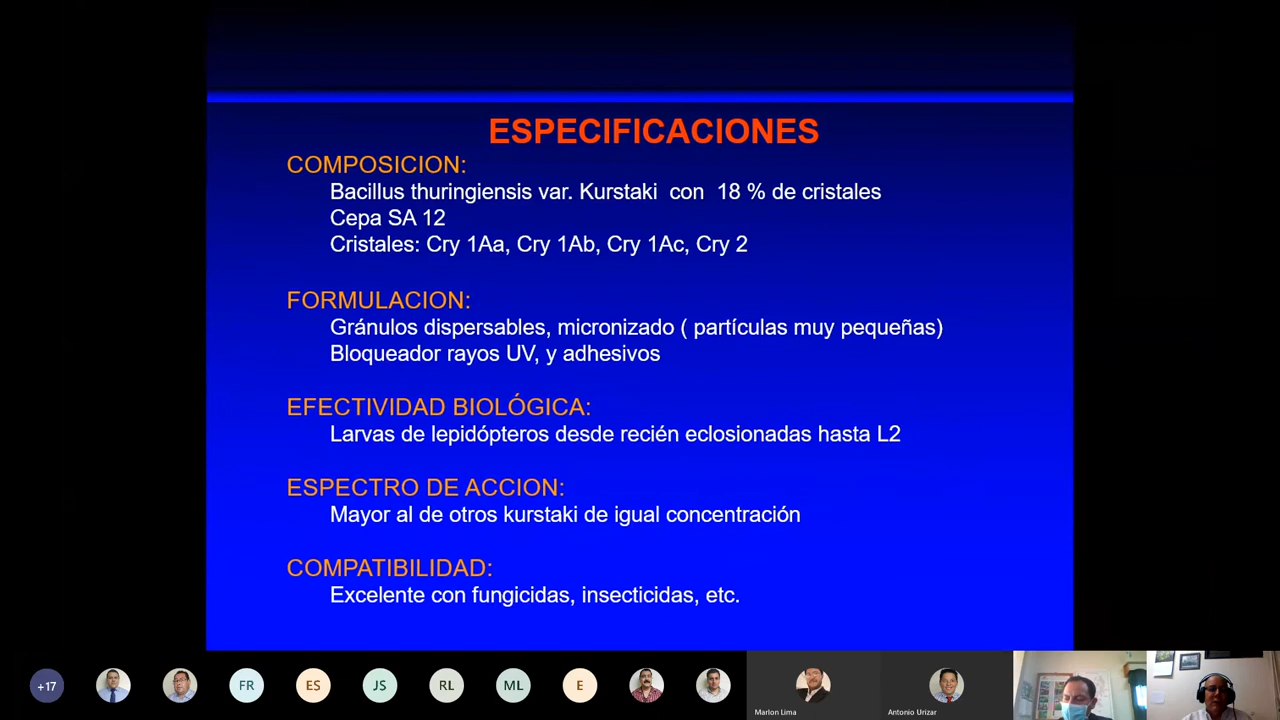 ESPECIFICACIONES
COMPOSICION:
Bacillus thuringiensis var. Kurstaki con 18 % de cristales
Cepa SA 12
Cristales: Cry 1Aa, Cry 1Ab, Cry 1Ac, Cry 2
FORMULACION:
Gránulos dispersables, micronizado ( partículas muy pequeñas)
Bloqueador rayos UV, y adhesivos
EFECTIVIDAD BIOLÓGICA:
Larvas de lepidópteros desde recién eclosionadas hasta L2
ESPECTRO DE ACCION:
Mayor al de otros kurstaki de igual concentración
COMPATIBILIDAD:
Excelente con fungicidas, insecticidas, etc.
+17 FR ES JS RL ML E
Marlon Lima Antonio Urizar